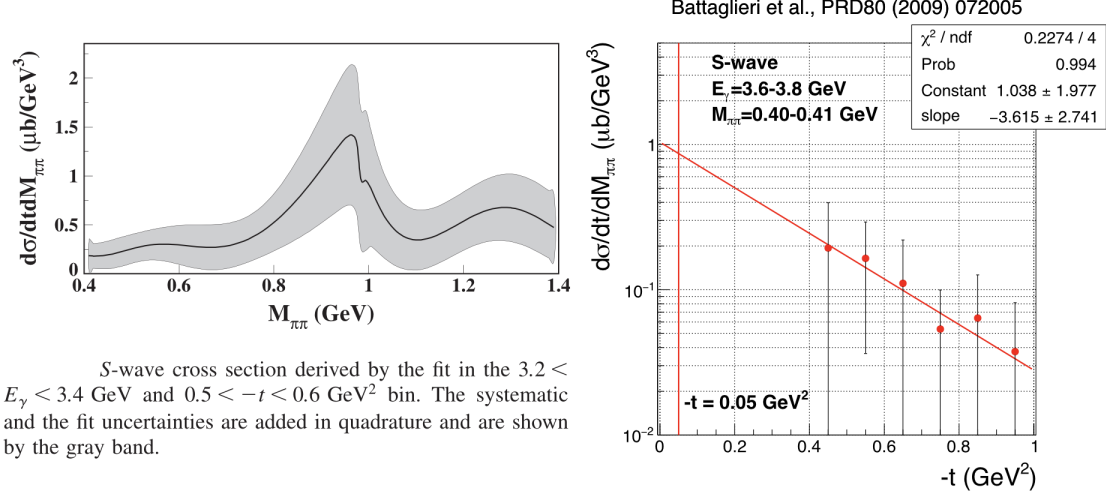 Battaglieri et al., PRD80 (2009) 072005
dσ/dtdMππ (μb/GeV³)
2
1.5
1
0.5
0
0.4 0.6 0.8 1 1.2 1.4
Mππ (GeV)
S-wave cross section derived by the fit in the 3.2 <
Eγ < 3.4 GeV and 0.5 < −t < 0.6 GeV² bin. The systematic
and the fit uncertainties are added in quadrature and are shown
by the gray band.
χ² / ndf 0.2274 / 4
Prob 0.994
Constant 1.038 ± 1.977
slope −3.615 ± 2.741
S-wave
Eγ=3.6-3.8 GeV
Mππ=0.40-0.41 GeV
dσ/dt/dMππ (μb/GeV³)
1
10⁻¹
10⁻²
-t = 0.05 GeV²
0 0.2 0.4 0.6 0.8 1
-t (GeV²)